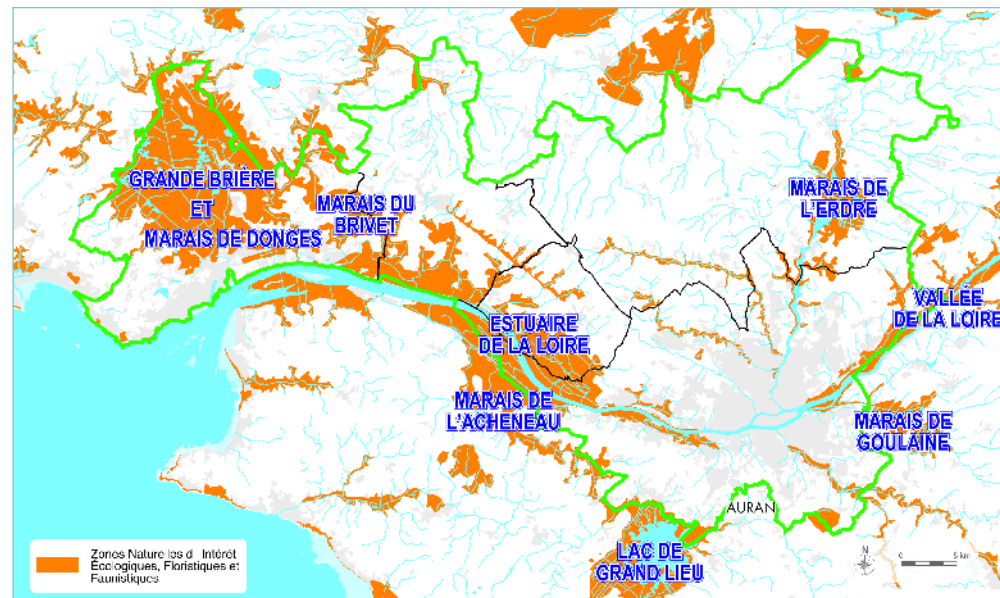 GRANDE BRIÈRE
ET
MARAIS DE DONGES
MARAIS DU
BRIVET
MARAIS DE
L'ERDRE
VALLÉE
DE LA LOIRE
ESTUAIRE
DE LA LOIRE
MARAIS DE
L'ACHENEAU
MARAIS DE
GOULAINE
AURAN
LAC DE
GRAND LIEU
Zones Nature les d Intérêt
Écologiques, Floristiques et
Faunistiques
N
0 5 km